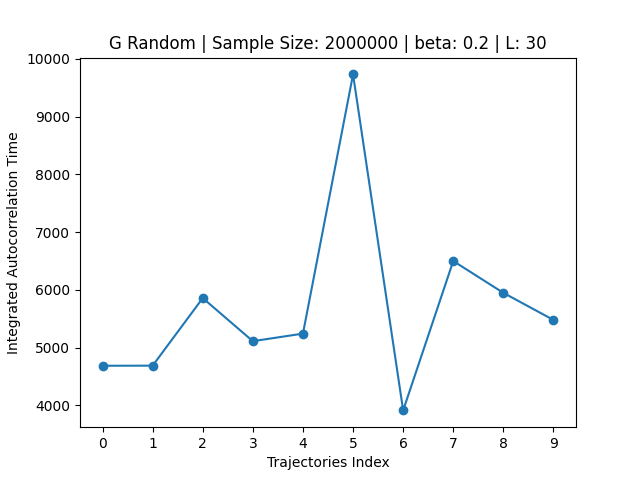 G Random | Sample Size: 2000000 | beta: 0.2 | L: 30
Integrated Autocorrelation Time
10000
9000
8000
7000
6000
5000
4000
0 1 2 3 4 5 6 7 8 9
Trajectories Index